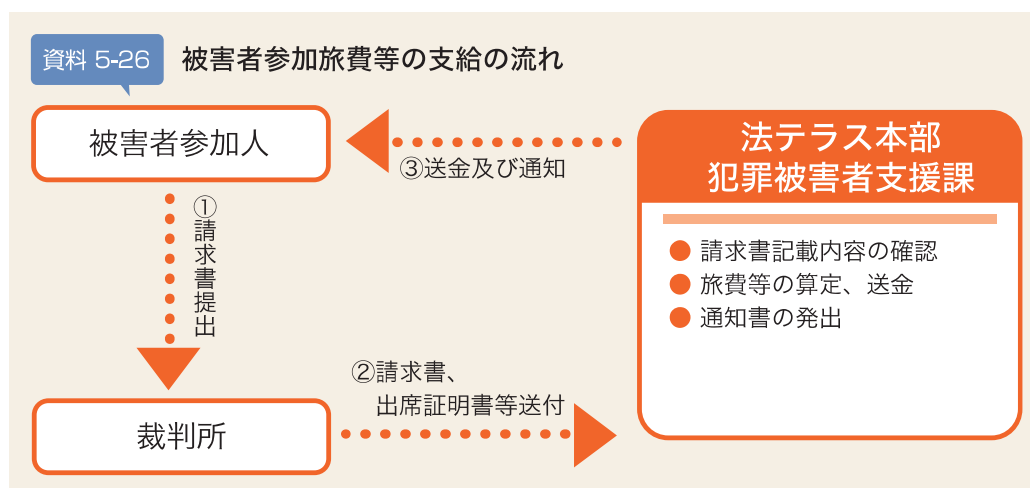 資料 5-26
被害者参加旅費等の支給の流れ
被害者参加人
①請求書提出
裁判所
②請求書、
出席証明書等送付
③送金及び通知
法テラス本部
犯罪被害者支援課
● 請求書記載内容の確認
● 旅費等の算定、送金
● 通知書の発出